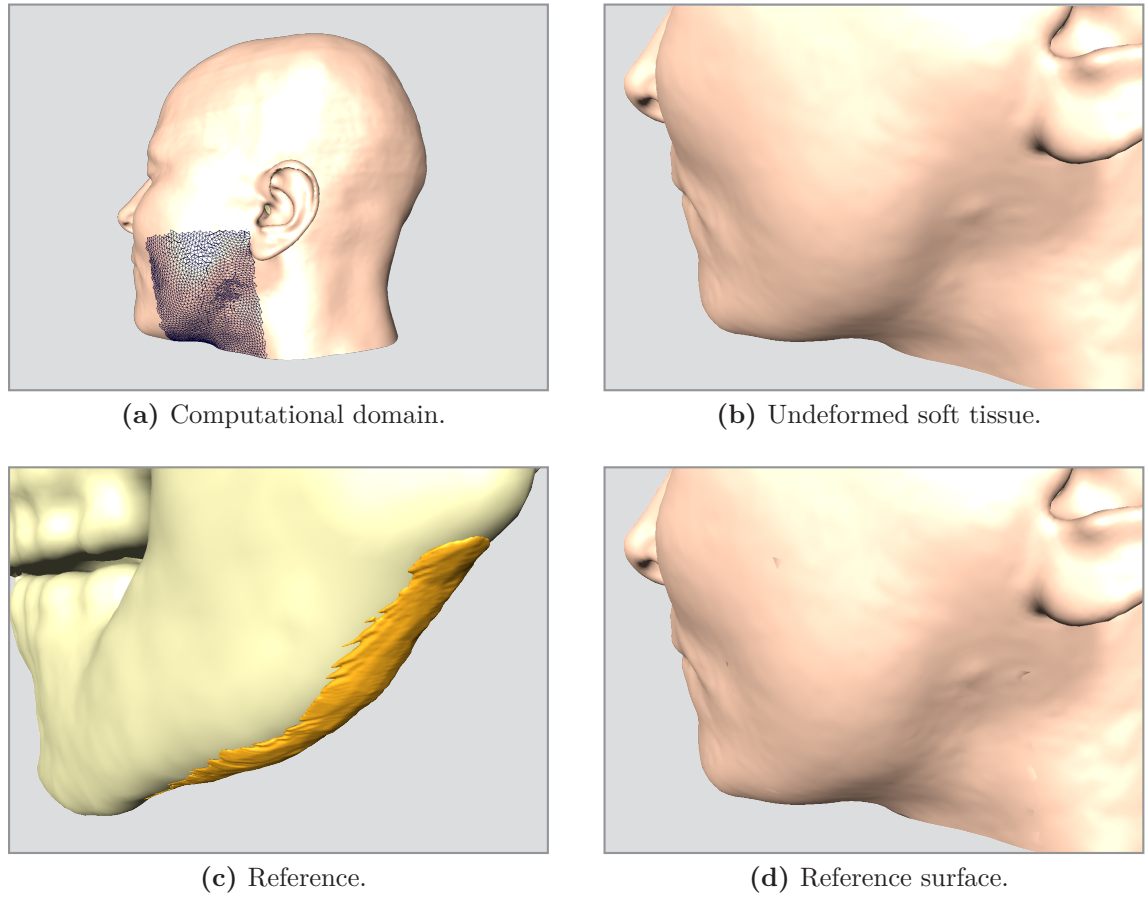 (a) Computational domain.
(b) Undeformed soft tissue.
(c) Reference.
(d) Reference surface.